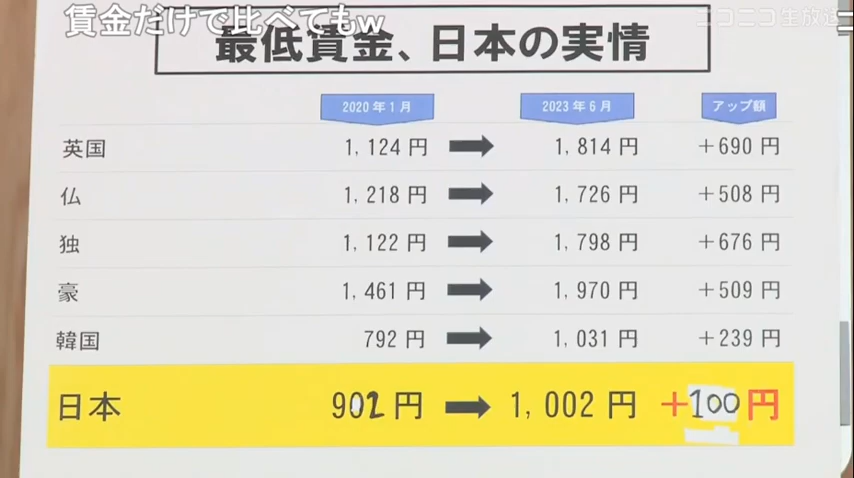 賃金だけで比べてもw
ニコニコ生放送
最低賃金、日本の実情
2020年1月 2023年6月 アップ額
英国 1,124円 ➡ 1,814円 +690円
仏 1,218円 ➡ 1,726円 +508円
独 1,122円 ➡ 1,798円 +676円
豪 1,461円 ➡ 1,970円 +509円
韓国 792円 ➡ 1,031円 +239円
日本 902円 ➡ 1,002円 +100円